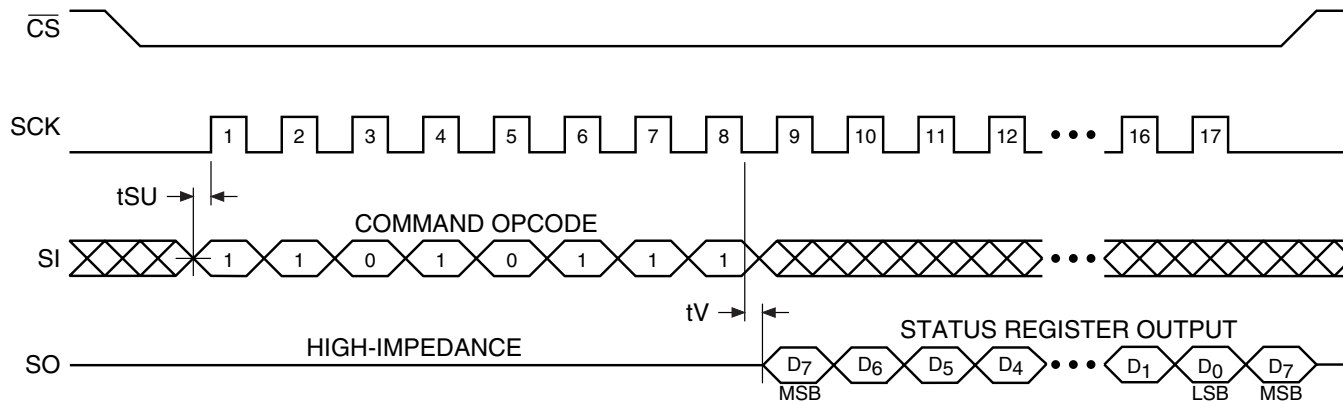 CS
SCK 1 2 3 4 5 6 7 8 9 10 11 12 ••• 16 17
tSU
COMMAND OPCODE
SI 1 1 0 1 0 1 1 1 •••
tV
HIGH-IMPEDANCE STATUS REGISTER OUTPUT
SO D7 D6 D5 D4 ••• D1 D0 D7
MSB LSB MSB